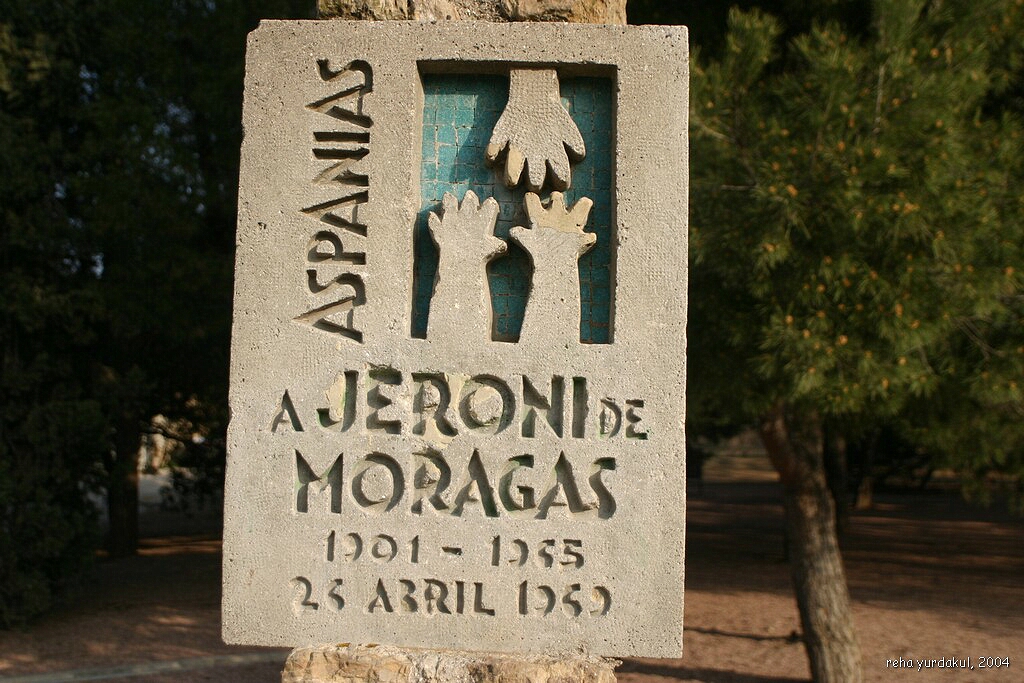 ASPANIAS
A JERONI DE
MORAGAS
1901 - 1965
26 ABRIL 1969
reha yurdakul, 2004